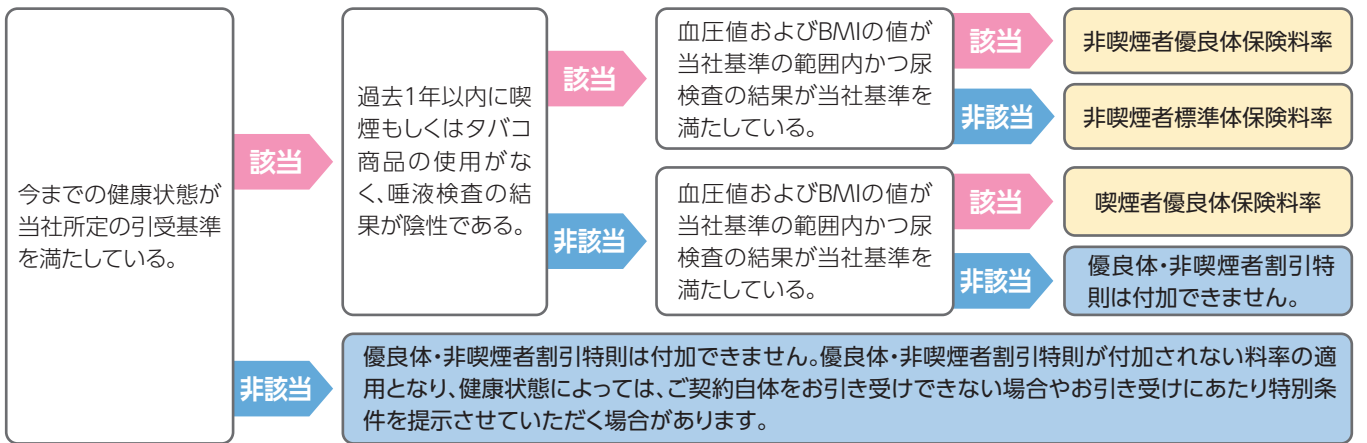 今までの健康状態が
当社所定の引受基準
を満たしている。
該当
過去1年以内に喫
煙もしくはタバコ
商品の使用がな
く、唾液検査の結
果が陰性である。
該当
血圧値およびBMIの値が
当社基準の範囲内かつ尿
検査の結果が当社基準を
満たしている。
該当
非喫煙者優良体保険料率
非該当
非喫煙者標準体保険料率
非該当
血圧値およびBMIの値が
当社基準の範囲内かつ尿
検査の結果が当社基準を
満たしている。
該当
喫煙者優良体保険料率
非該当
優良体・非喫煙者割引特
則は付加できません。
非該当
優良体・非喫煙者割引特則は付加できません。優良体・非喫煙者割引特則が付加されない料率の適
用となり、健康状態によっては、ご契約自体をお引き受けできない場合やお引き受けにあたり特別条
件を提示させていただく場合があります。